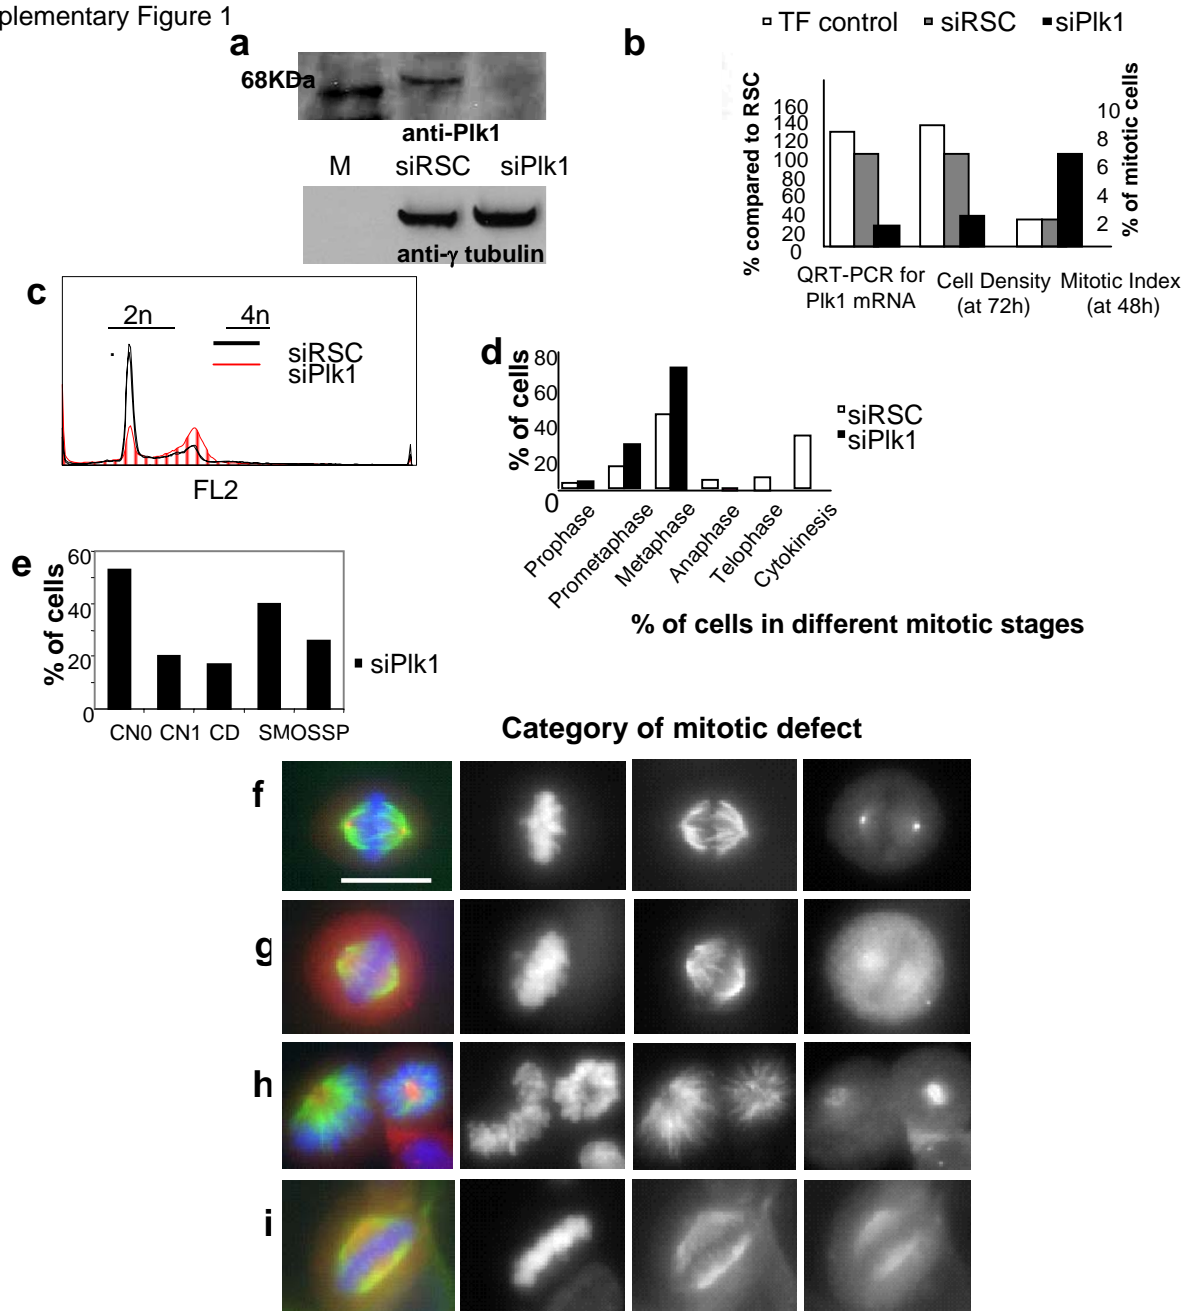 plementary Figure 1
a
68KDa
anti-Plk1
M siRSC siPlk1
anti-γ tubulin
b
TF control siRSC siPlk1
% compared to RSC
160
140
120
100
80
60
40
20
0
10
8
6
4
2
% of mitotic cells
QRT-PCR for
Plk1 mRNA
Cell Density
(at 72h)
Mitotic Index
(at 48h)
c
2n 4n
siRSC
siPlk1
FL2
d
% of cells
80
60
40
20
0
siRSC
siPlk1
Prophase
Prometaphase
Metaphase
Anaphase
Telophase
Cytokinesis
% of cells in different mitotic stages
e
% of cells
60
40
20
0
siPlk1
CN0 CN1 CD SMOSSP
Category of mitotic defect
f
g
h
i